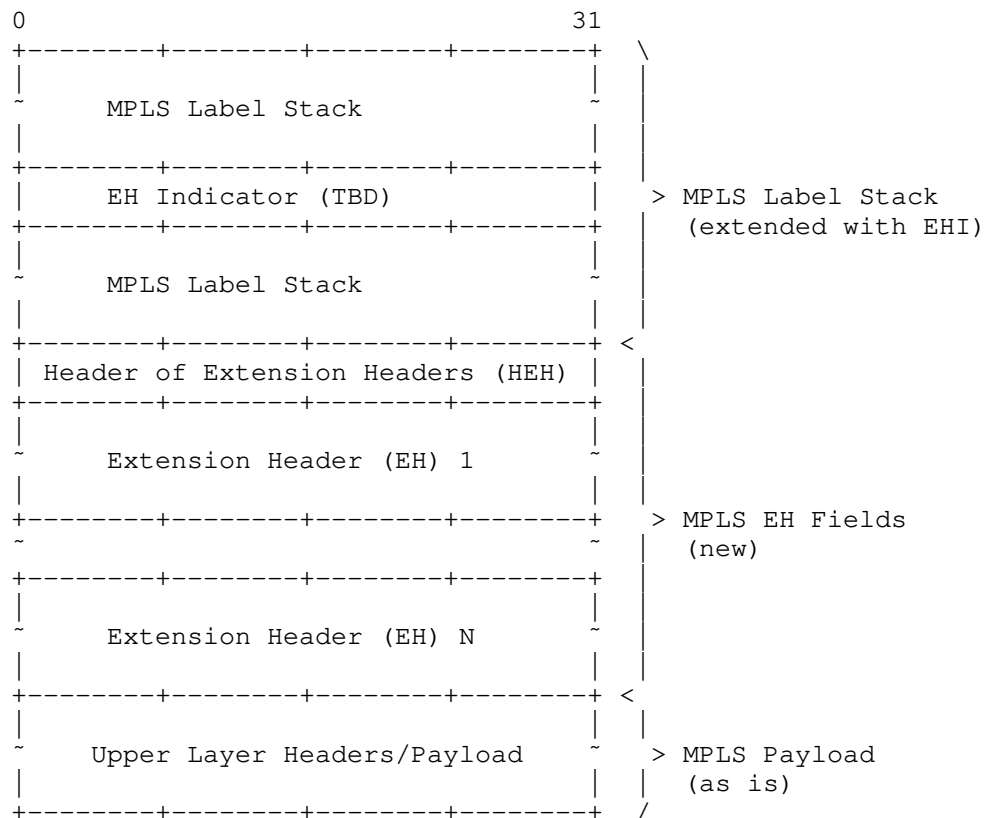 0                                  31
+--------+--------+--------+--------+  \
|                                   |  |
~     MPLS Label Stack              ~  |
|                                   |  |
+--------+--------+--------+--------+  |
|     EH Indicator (TBD)            |  > MPLS Label Stack
+--------+--------+--------+--------+  |  (extended with EHI)
|                                   |  |
~     MPLS Label Stack              ~  |
|                                   |  |
+--------+--------+--------+--------+ <
| Header of Extension Headers (HEH) |  |
+--------+--------+--------+--------+  |
|                                   |  |
~     Extension Header (EH) 1       ~  |
|                                   |  |
+--------+--------+--------+--------+  > MPLS EH Fields
~                                   ~  |  (new)
+--------+--------+--------+--------+  |
|                                   |  |
~     Extension Header (EH) N       ~  |
|                                   |  |
+--------+--------+--------+--------+ <
|                                   |  |
~    Upper Layer Headers/Payload    ~  > MPLS Payload
|                                   |  |  (as is)
+--------+--------+--------+--------+  /